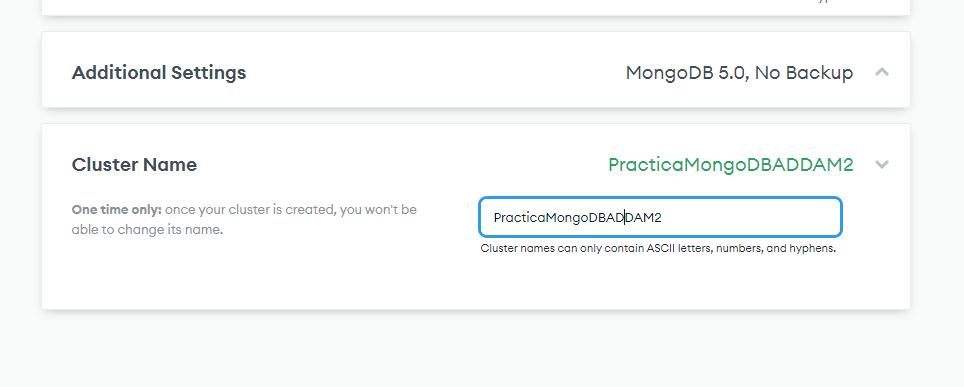 Additional Settings
MongoDB 5.0, No Backup
Cluster Name
PracticaMongoDBADDAM2
One time only: once your cluster is created, you won't be
able to change its name.
PracticaMongoDBADDAM2
Cluster names can only contain ASCII letters, numbers, and hyphens.